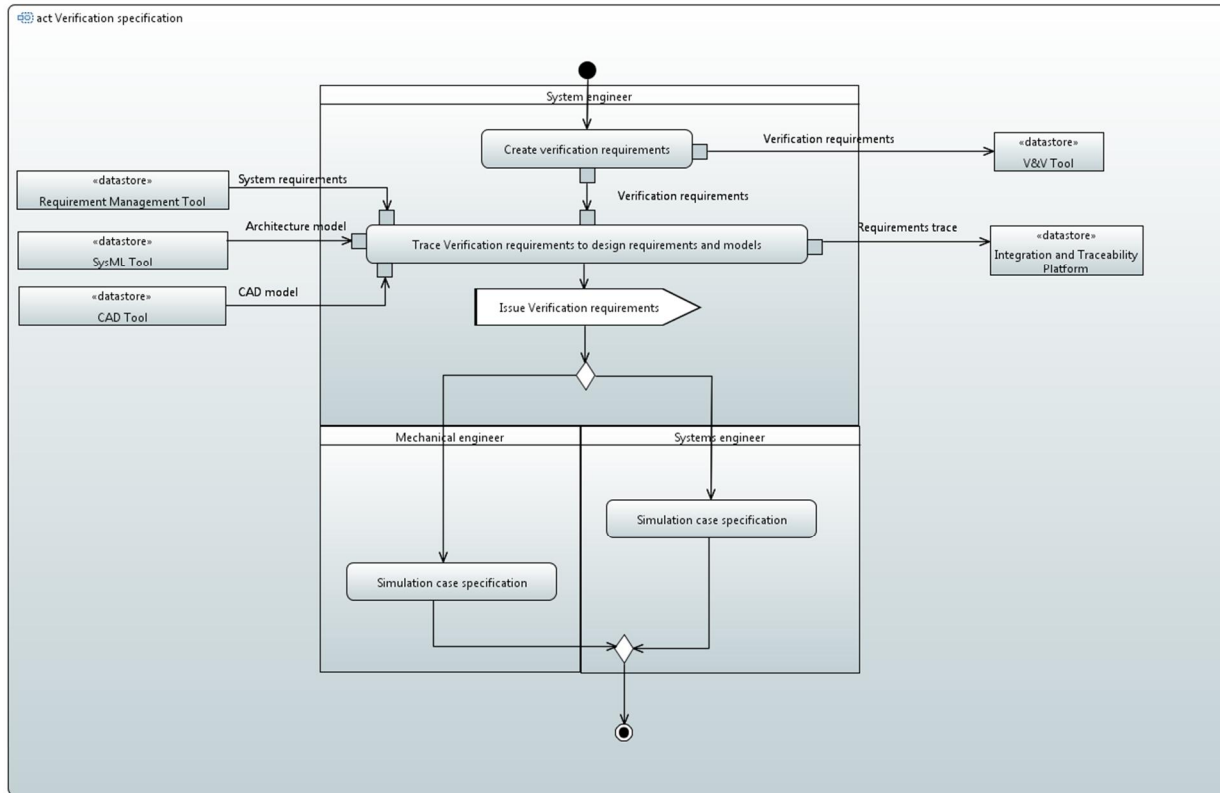 act Verification specification
System engineer
Create verification requirements
Verification requirements
«datastore»
V&V Tool
«datastore»
Requirement Management Tool
System requirements
Verification requirements
Architecture model
«datastore»
SysML Tool
Trace Verification requirements to design requirements and models
Requirements trace
«datastore»
Integration and Traceability
Platform
CAD model
«datastore»
CAD Tool
Issue Verification requirements
Mechanical engineer
Systems engineer
Simulation case specification
Simulation case specification